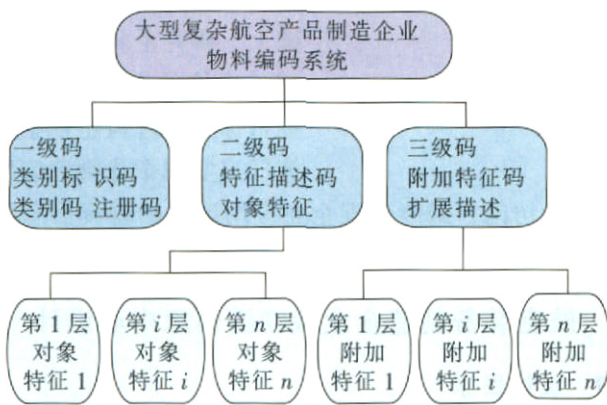 大型复杂航空产品制造企业
物料编码系统
一级码
类别标 识码
类别码 注册码
二级码
特征描述码
对象特征
三级码
附加特征码
扩展描述
第1层
对象
特征1
第i层
对象
特征i
第n层
对象
特征n
第1层
附加
特征1
第i层
附加
特征i
第n层
附加
特征n